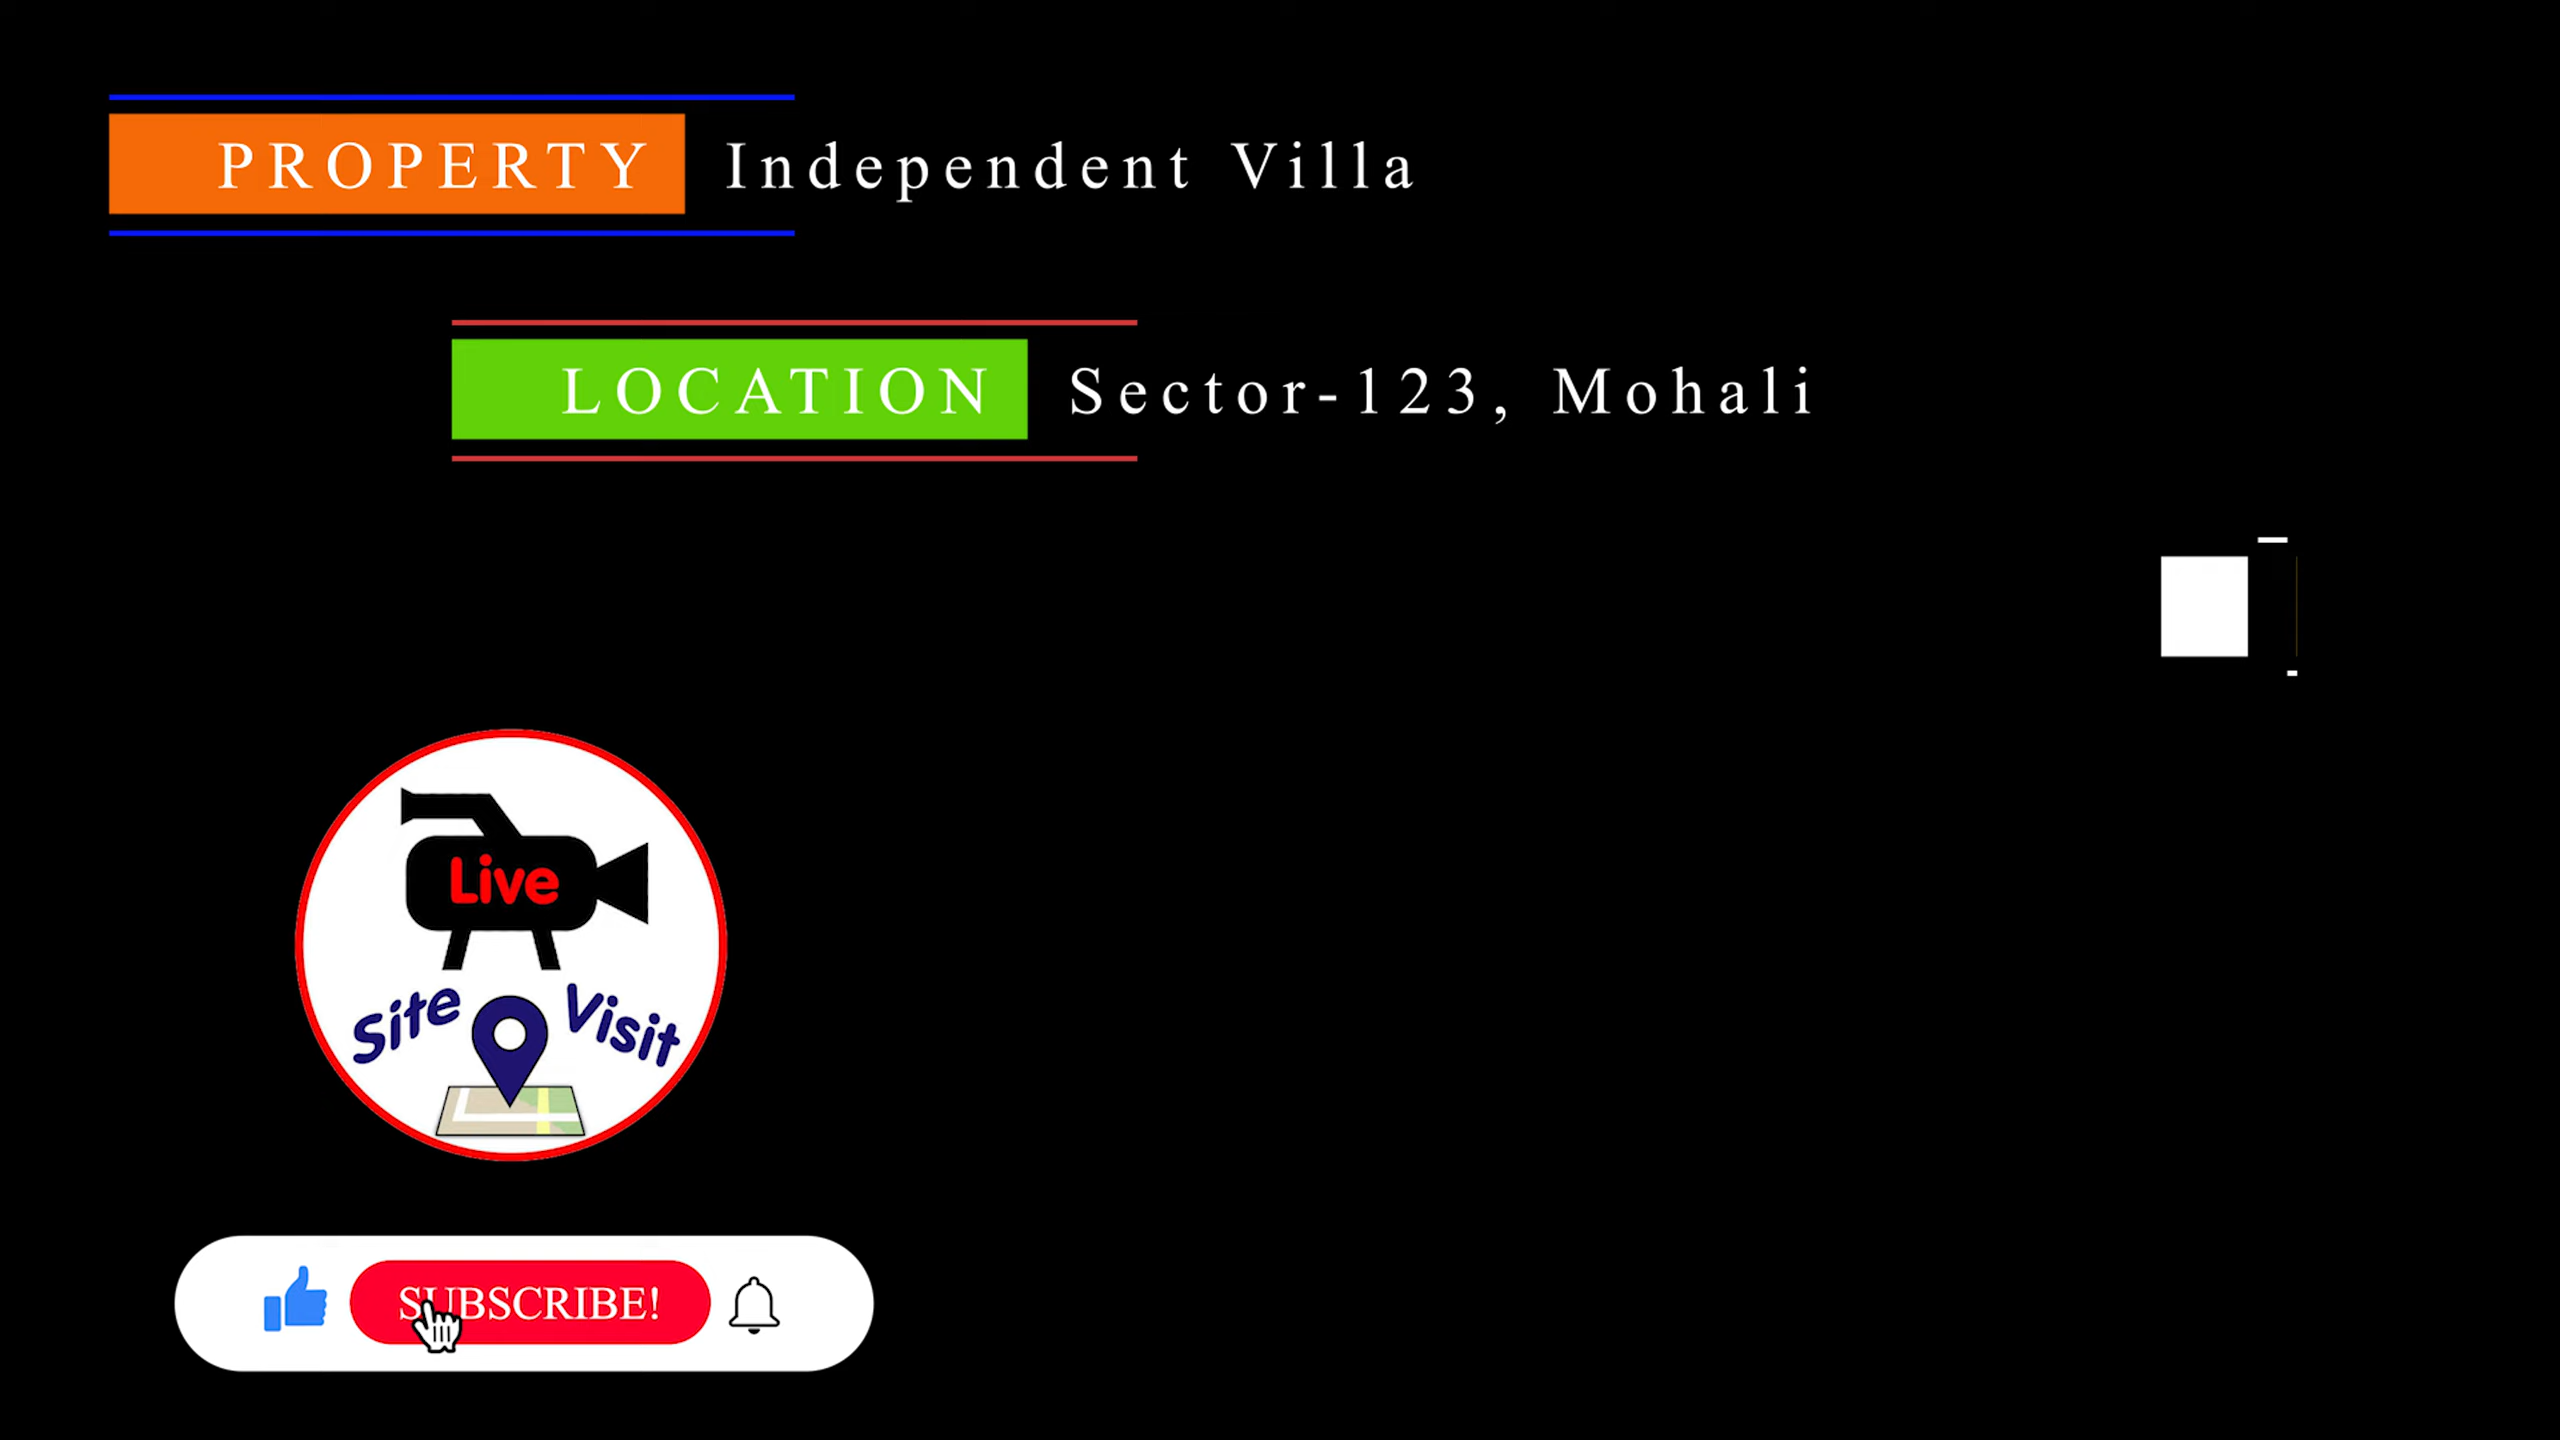 PROPERTY Independent Villa
LOCATION Sector-123, Mohali
Live
Site Visit
SUBSCRIBE!